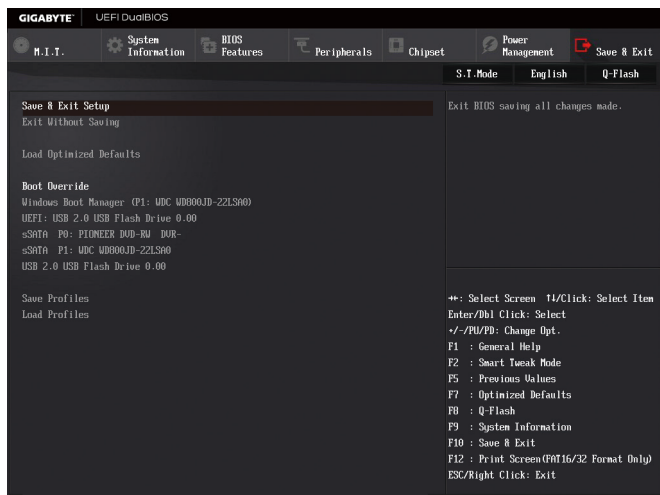 GIGABYTE™ UEFI DualBIOS
M.I.T.
System Information
BIOS Features
Peripherals
Chipset
Power Management
Save & Exit
S.T.Mode English Q-Flash
Save & Exit Setup
Exit Without Saving
Load Optimized Defaults
Boot Override
Windows Boot Manager (P1: WDC WD800JD-22LSA0)
UEFI: USB 2.0 USB Flash Drive 0.00
sSATA P0: PIONEER DVD-RW DVR-
sSATA P1: WDC WD800JD-22LSA0
USB 2.0 USB Flash Drive 0.00
Save Profiles
Load Profiles
Exit BIOS saving all changes made.
→←: Select Screen ↑↓/Click: Select Item
Enter/Dbl Click: Select
+/-/PU/PD: Change Opt.
F1 : General Help
F2 : Smart Tweak Mode
F5 : Previous Values
F7 : Optimized Defaults
F8 : Q-Flash
F9 : System Information
F10 : Save & Exit
F12 : Print Screen(FAT16/32 Format Only)
ESC/Right Click: Exit